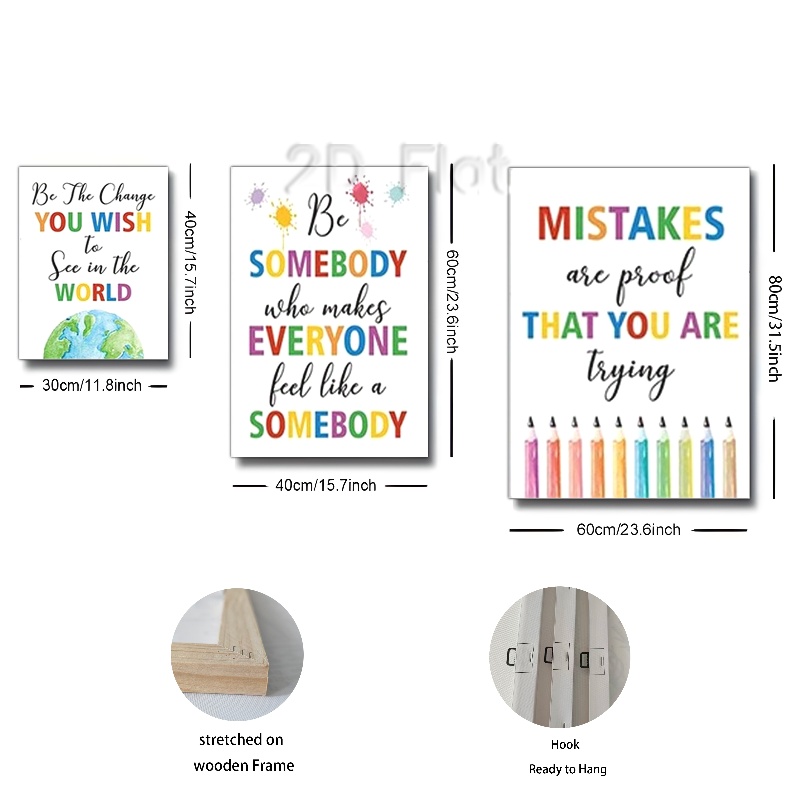 2D Flat
Be The Change
YOU WISH
to
See in the
WORLD
40cm/15.7inch
30cm/11.8inch
Be
SOMEBODY
who makes
EVERYONE
feel like a
SOMEBODY
60cm/23.6inch
40cm/15.7inch
MISTAKES
are proof
THAT YOU ARE
trying
80cm/31.5inch
60cm/23.6inch
stretched on
wooden Frame
Hook
Ready to Hang